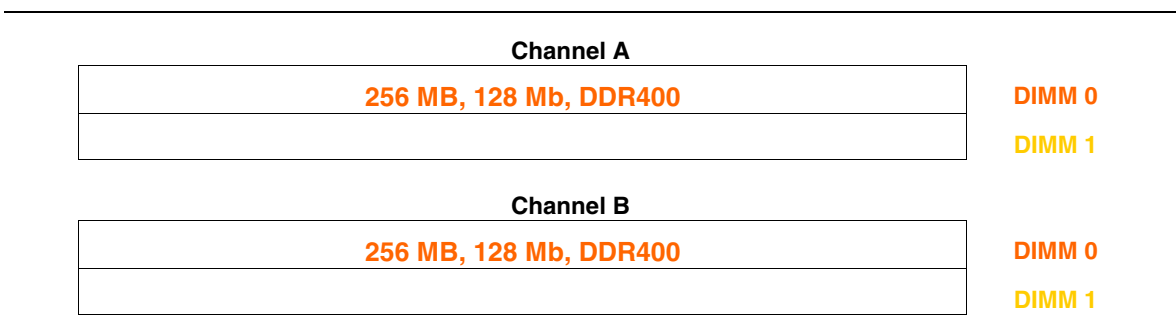 Channel A
256 MB, 128 Mb, DDR400 DIMM 0
DIMM 1
Channel B
256 MB, 128 Mb, DDR400 DIMM 0
DIMM 1